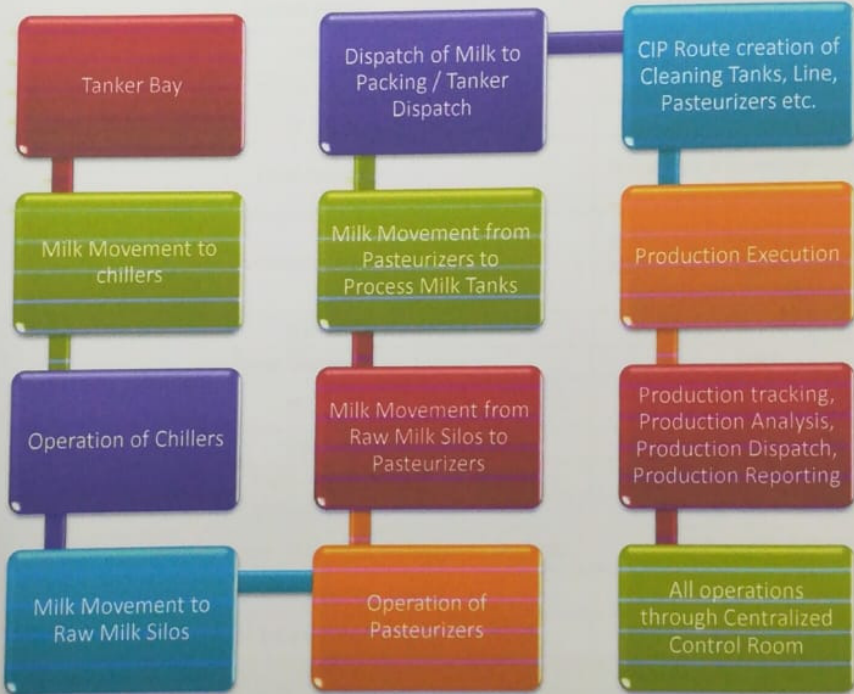 Tanker Bay
Milk Movement to
chillers
Operation of Chillers
Milk Movement to
Raw Milk Silos
Operation of
Pasteurizers
Milk Movement from
Raw Milk Silos to
Pasteurizers
Milk Movement from
Pasteurizers to
Process Milk Tanks
Dispatch of Milk to
Packing / Tanker
Dispatch
CIP Route creation of
Cleaning Tanks, Line,
Pasteurizers etc.
Production Execution
Production tracking,
Production Analysis,
Production Dispatch,
Production Reporting
All operations
through Centralized
Control Room